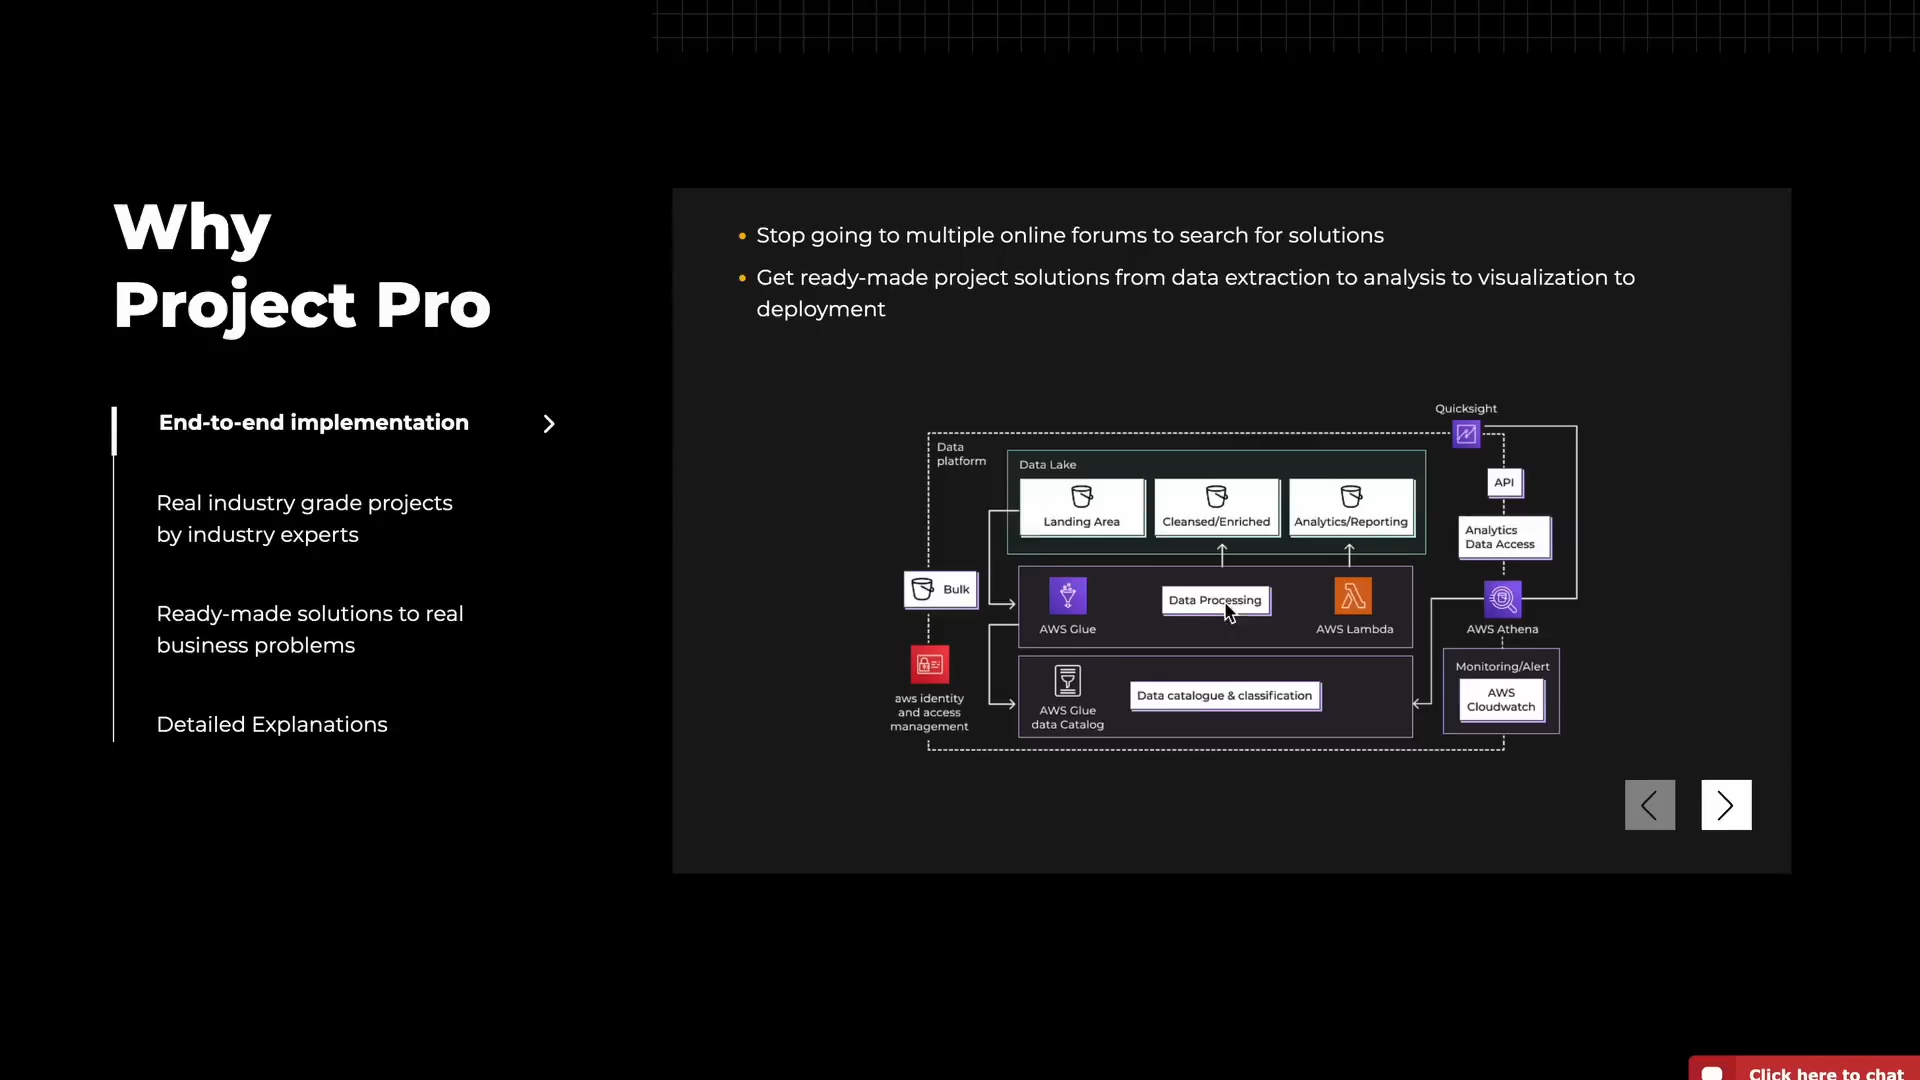 Why
Project Pro
End-to-end implementation
Real industry grade projects
by industry experts
Ready-made solutions to real
business problems
Detailed Explanations
Stop going to multiple online forums to search for solutions
Get ready-made project solutions from data extraction to analysis to visualization to
deployment
Quicksight
Data
platform
Data Lake
Landing Area
Cleansed/Enriched
Analytics/Reporting
API
Analytics
Data Access
Bulk
AWS Glue
Data Processing
AWS Lambda
AWS Athena
aws identity
and access
management
AWS Glue
data Catalog
Data catalogue & classification
Monitoring/Alert
AWS
Cloudwatch
Click here to chat